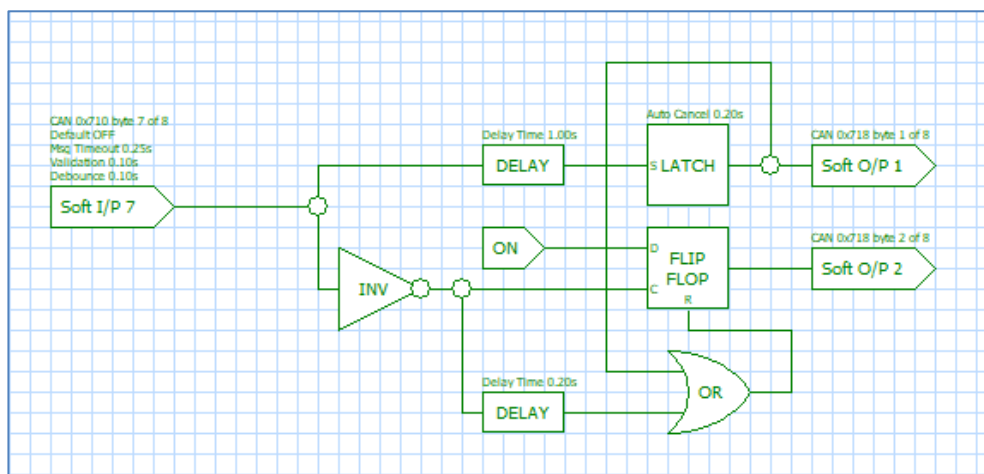 CAN 0x710 byte 7 of 8
Default OFF
Msg Timeout 0.25s
Validation 0.10s
Debounce 0.10s
Soft I/P 7
INV
Delay Time 1.00s
DELAY
ON
Delay Time 0.20s
DELAY
Auto Cancel 0.20s
S LATCH
D
FLIP
FLOP
C
R
OR
CAN 0x718 byte 1 of 8
Soft O/P 1
CAN 0x718 byte 2 of 8
Soft O/P 2